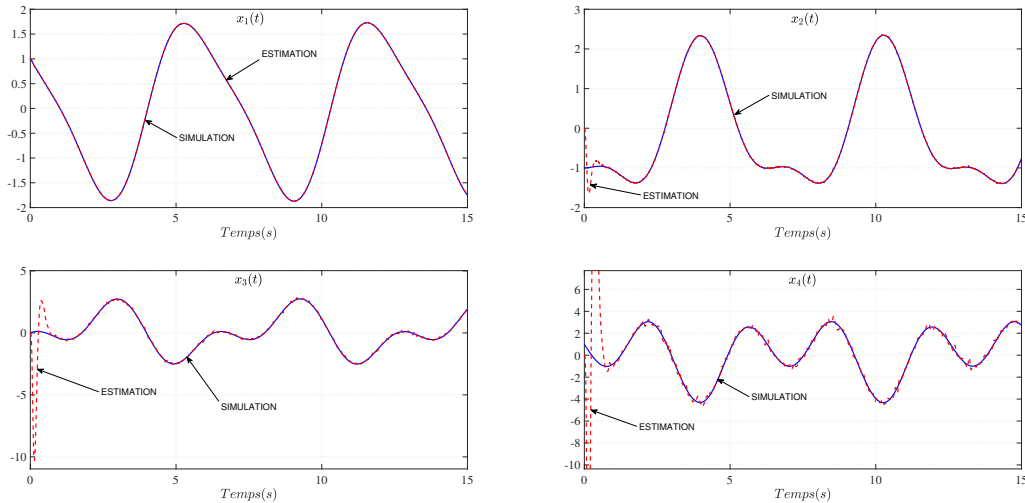 x₁(t)
2
1.5
1
0.5
0
-0.5
-1
-1.5
-2
ESTIMATION
SIMULATION
0 5 10 15
Temps(s)
x₂(t)
3
2
1
0
-1
-2
SIMULATION
ESTIMATION
0 5 10 15
Temps(s)
x₃(t)
5
0
-5
-10
ESTIMATION
SIMULATION
0 5 10 15
Temps(s)
x₄(t)
6
4
2
0
-2
-4
-6
-8
-10
SIMULATION
ESTIMATION
0 5 10 15
Temps(s)